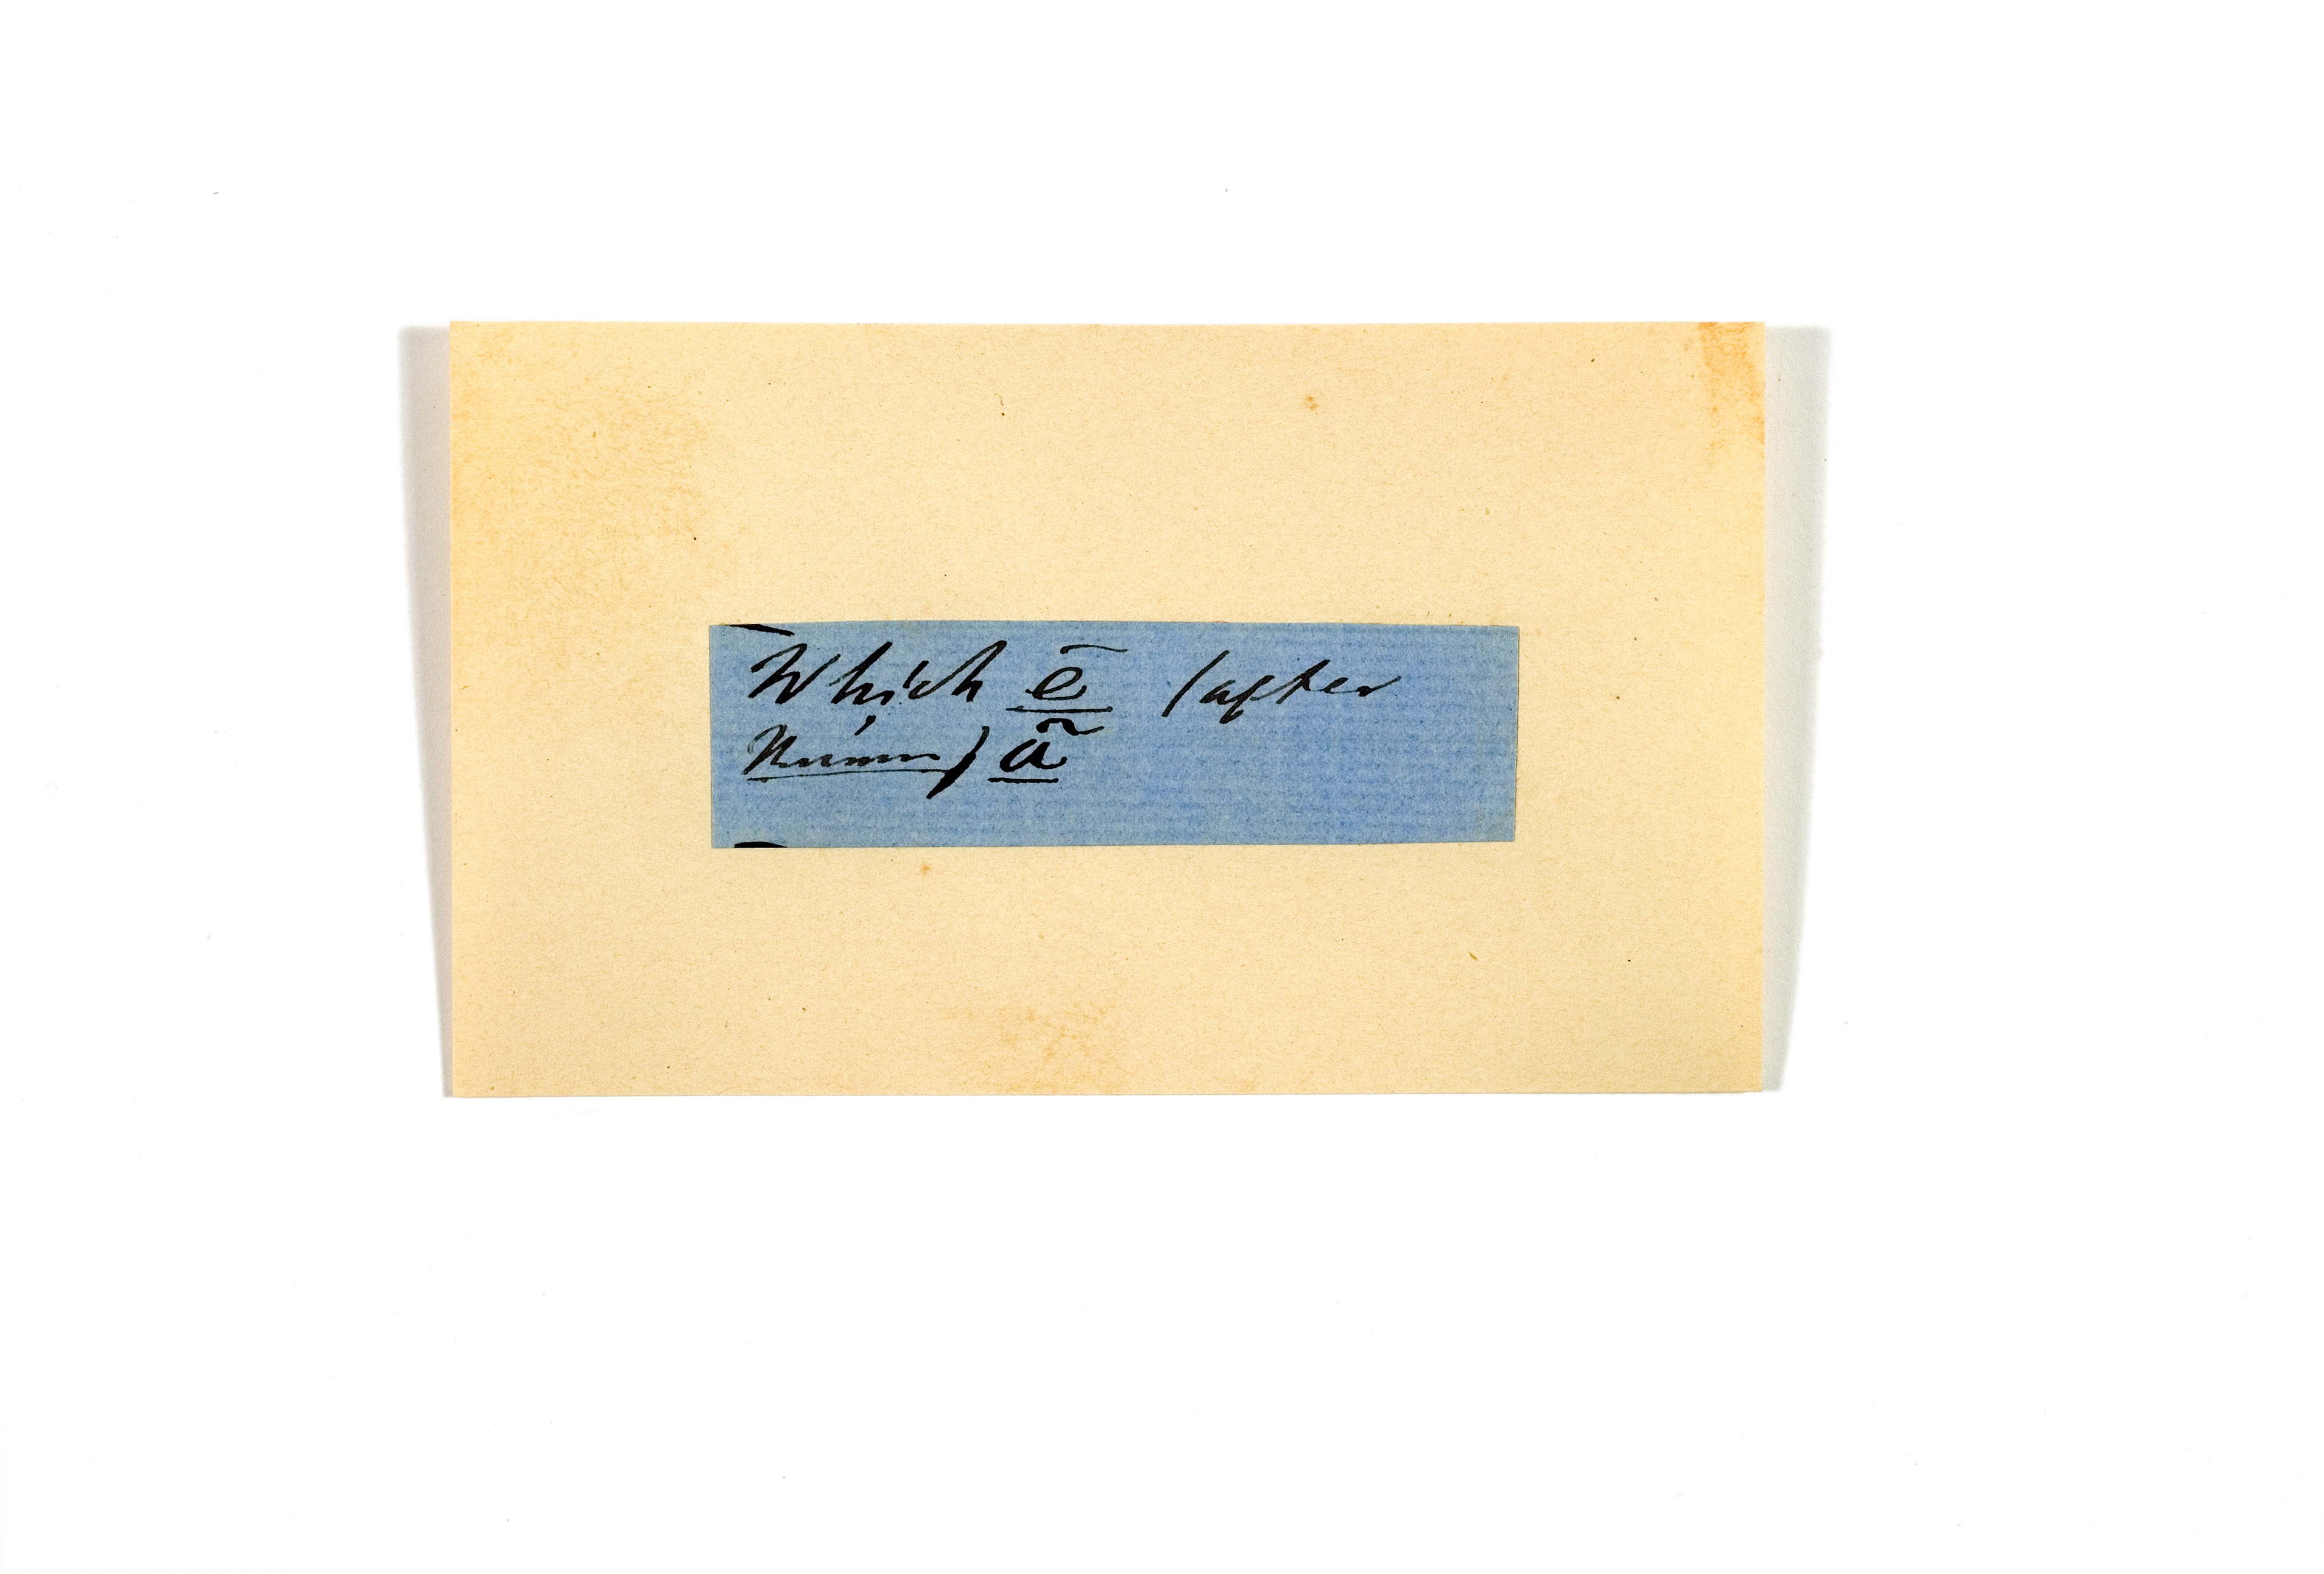 Which ē (after
) ã